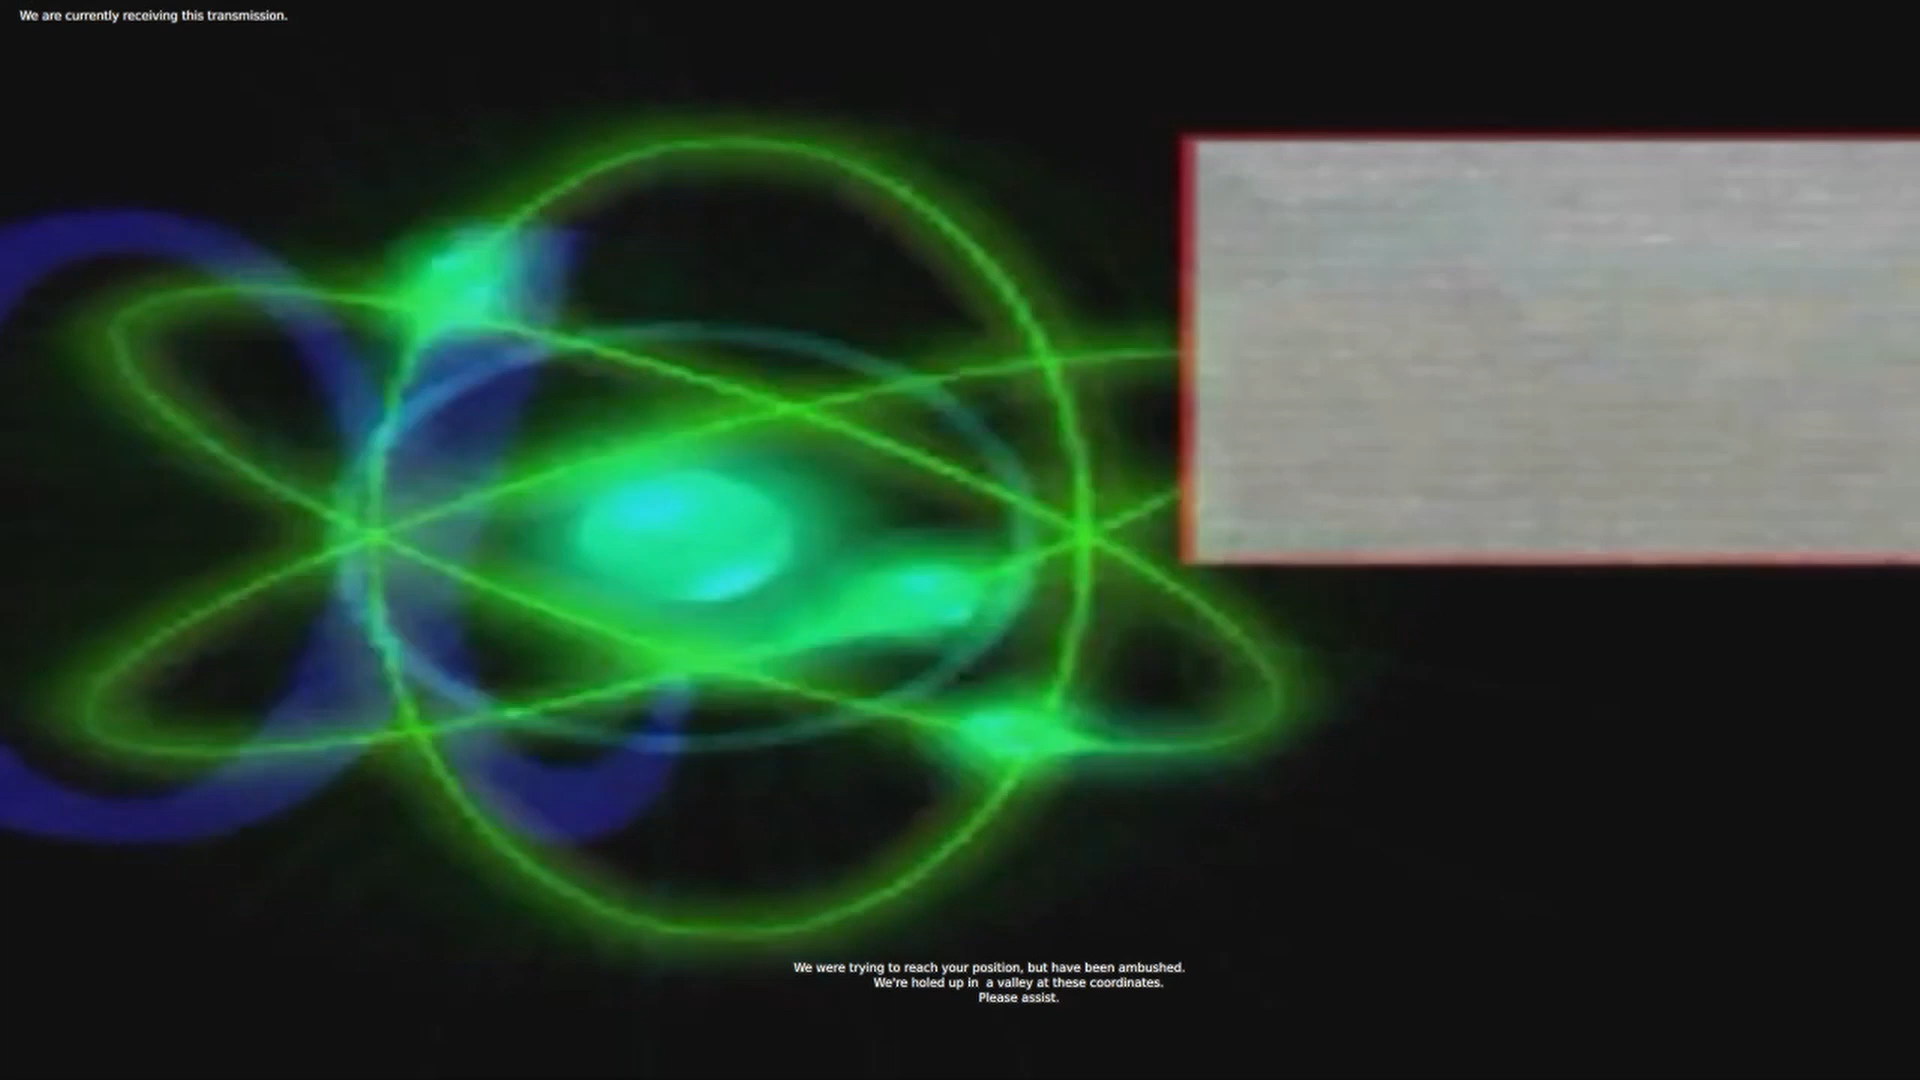 We are currently receiving this transmission.
We were trying to reach your position, but have been ambushed.
We're holed up in  a valley at these coordinates.
Please assist.